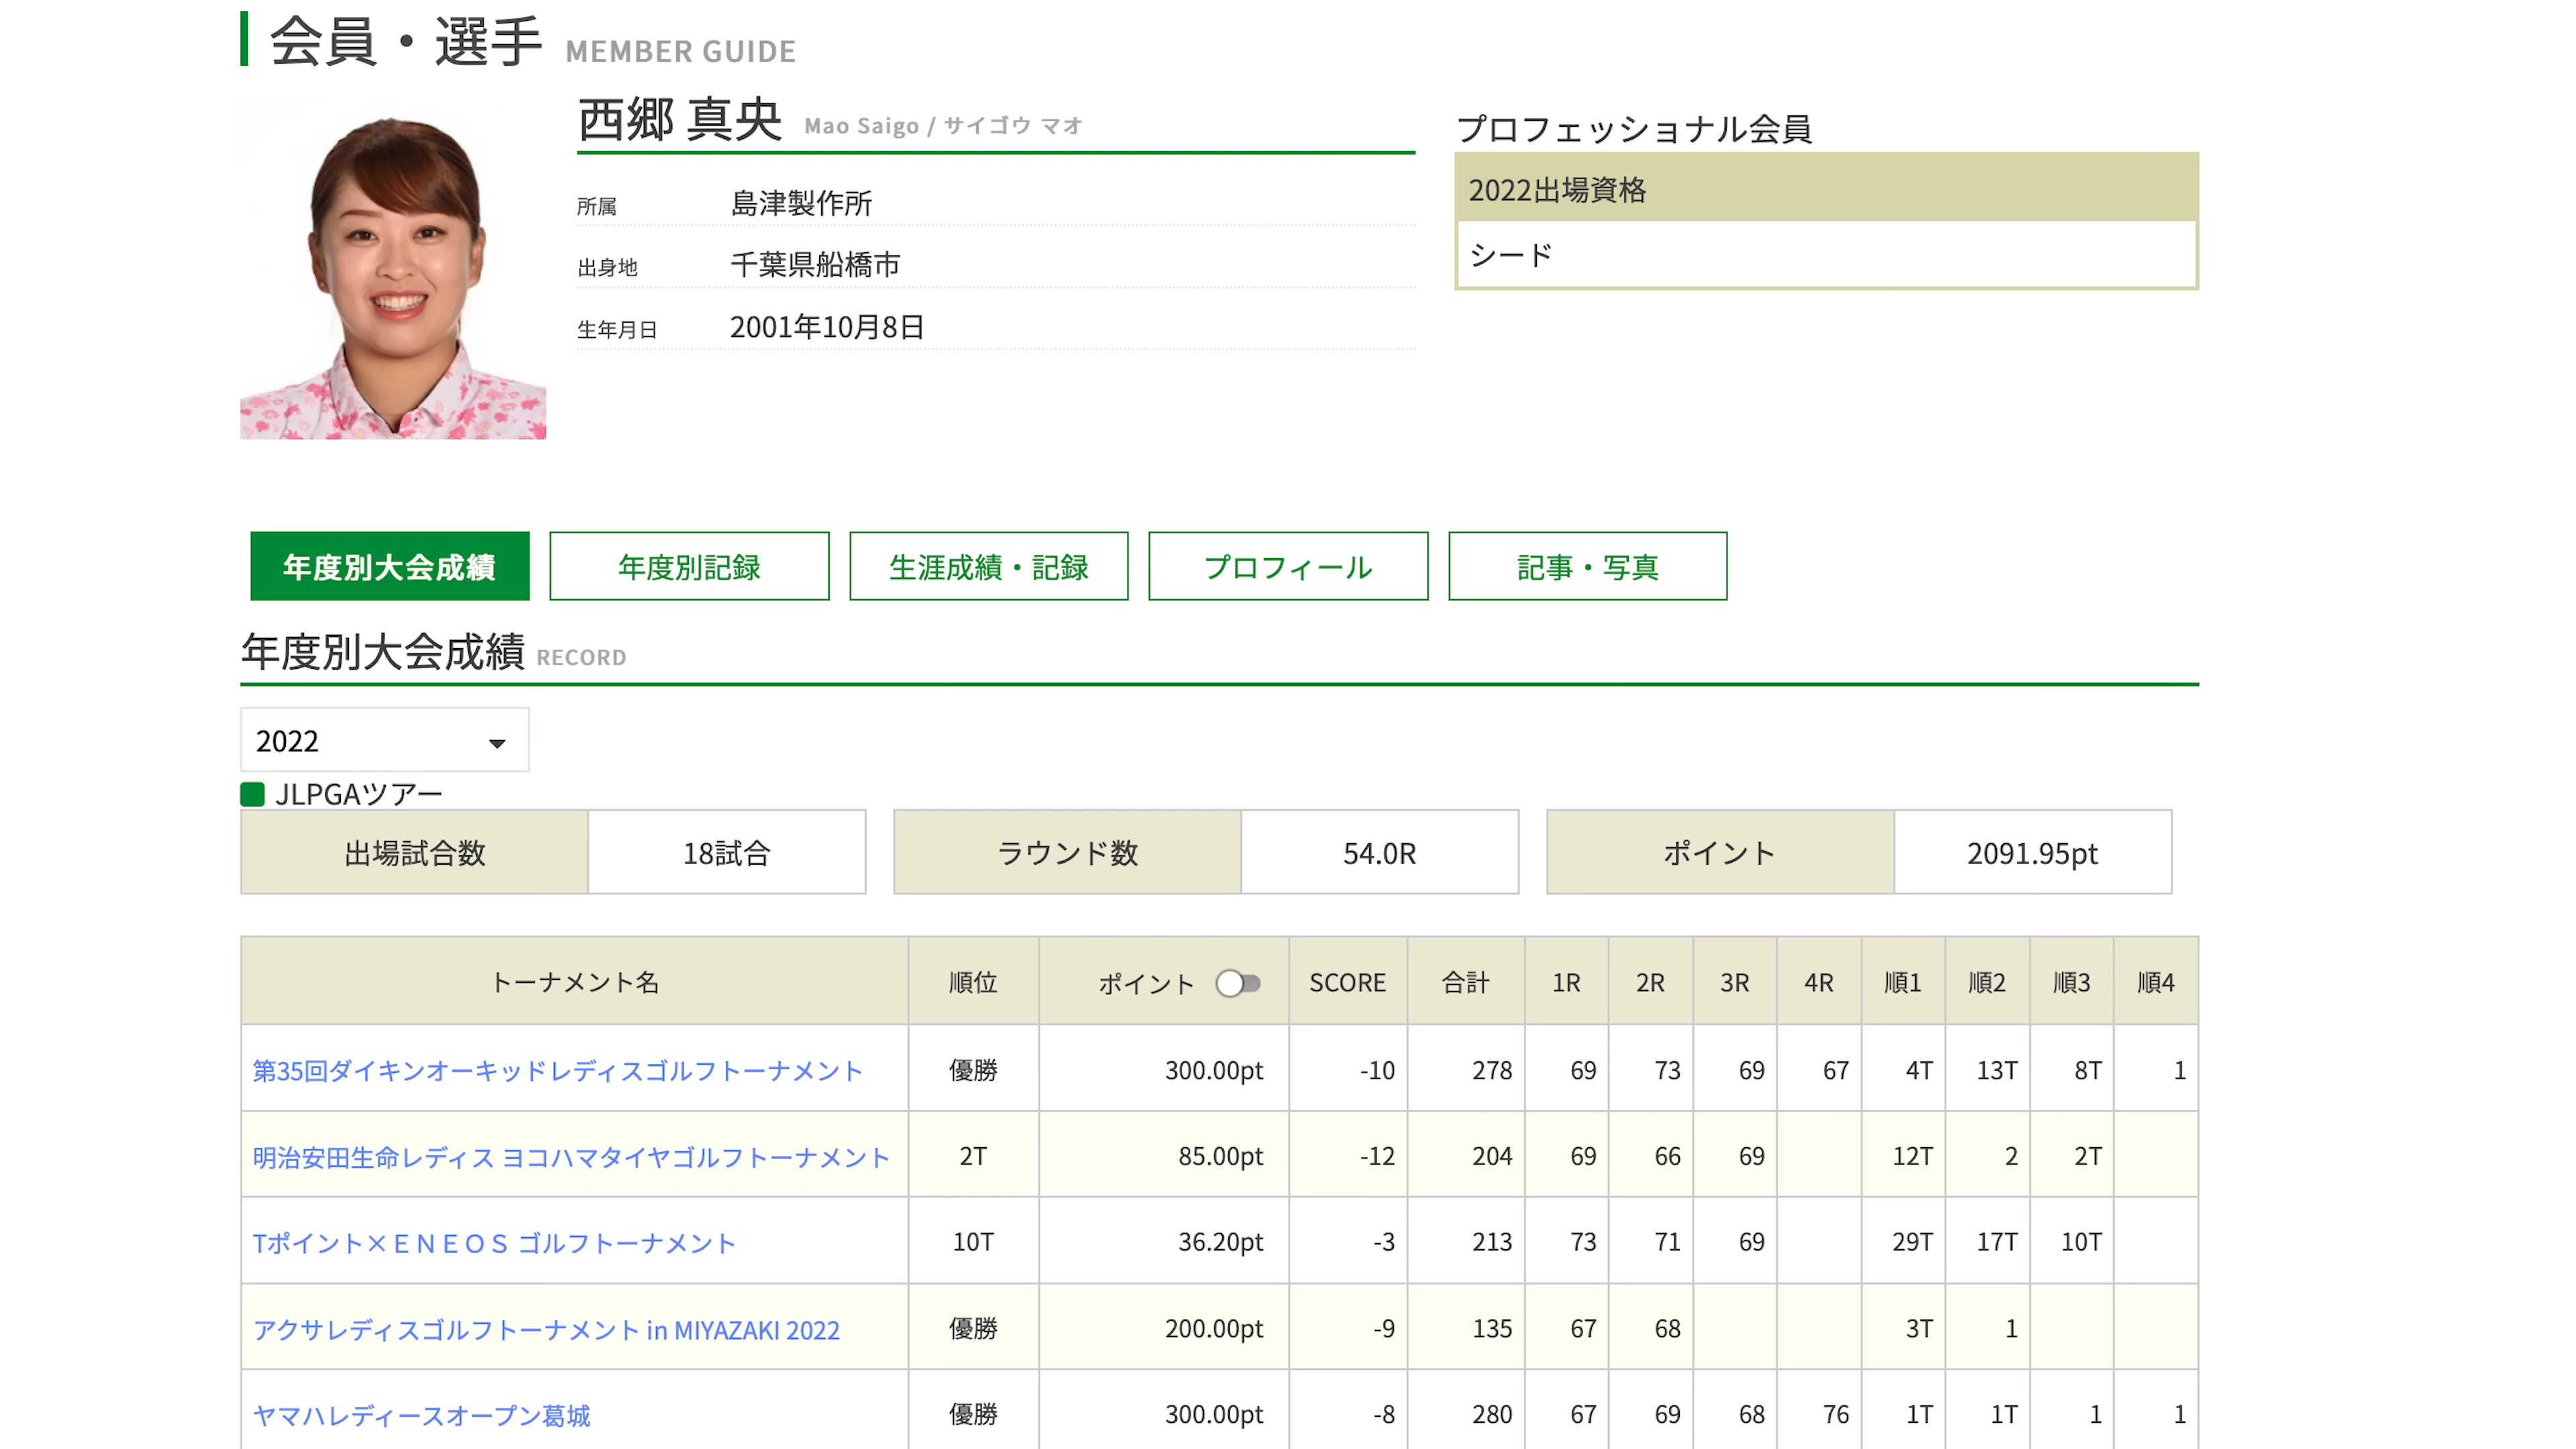 会員・選手 MEMBER GUIDE
西郷 真央 Mao Saigo / サイゴウ マオ
所属 島津製作所
出身地 千葉県船橋市
生年月日 2001年10月8日
プロフェッショナル会員
2022出場資格
シード
年度別大会成績 年度別記録 生涯成績・記録 プロフィール 記事・写真
年度別大会成績 RECORD
2022
JLPGAツアー
出場試合数 18試合 ラウンド数 54.0R ポイント 2091.95pt
トーナメント名 順位 ポイント SCORE 合計 1R 2R 3R 4R 順1 順2 順3 順4
第35回ダイキンオーキッドレディスゴルフトーナメント 優勝 300.00pt -10 278 69 73 69 67 4T 13T 8T 1
明治安田生命レディス ヨコハマタイヤゴルフトーナメント 2T 85.00pt -12 204 69 66 69 12T 2 2T
Tポイント×ＥＮＥＯＳ ゴルフトーナメント 10T 36.20pt -3 213 73 71 69 29T 17T 10T
アクサレディスゴルフトーナメント in MIYAZAKI 2022 優勝 200.00pt -9 135 67 68 3T 1
ヤマハレディースオープン葛城 優勝 300.00pt -8 280 67 69 68 76 1T 1T 1 1